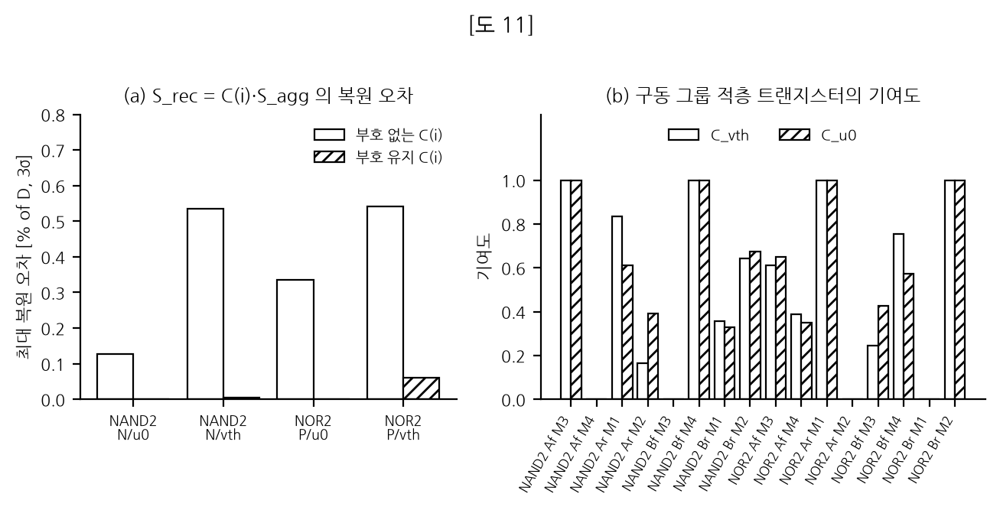 [도 11]
(a) S_rec = C(i)·S_agg 의 복원 오차
최대 복원 오차 [% of D, 3σ]
0.8
0.7
0.6
0.5
0.4
0.3
0.2
0.1
0.0
부호 없는 C(i)
부호 유지 C(i)
NAND2
N/u0
NAND2
N/vth
NOR2
P/u0
NOR2
P/vth
(b) 구동 그룹 적층 트랜지스터의 기여도
기여도
1.0
0.8
0.6
0.4
0.2
0.0
C_vth
C_u0
NAND2 Af M3
NAND2 Af M4
NAND2 Ar M1
NAND2 Ar M2
NAND2 Bf M3
NAND2 Bf M4
NAND2 Br M1
NAND2 Br M2
NOR2 Af M3
NOR2 Af M4
NOR2 Ar M1
NOR2 Ar M2
NOR2 Bf M3
NOR2 Bf M4
NOR2 Br M1
NOR2 Br M2